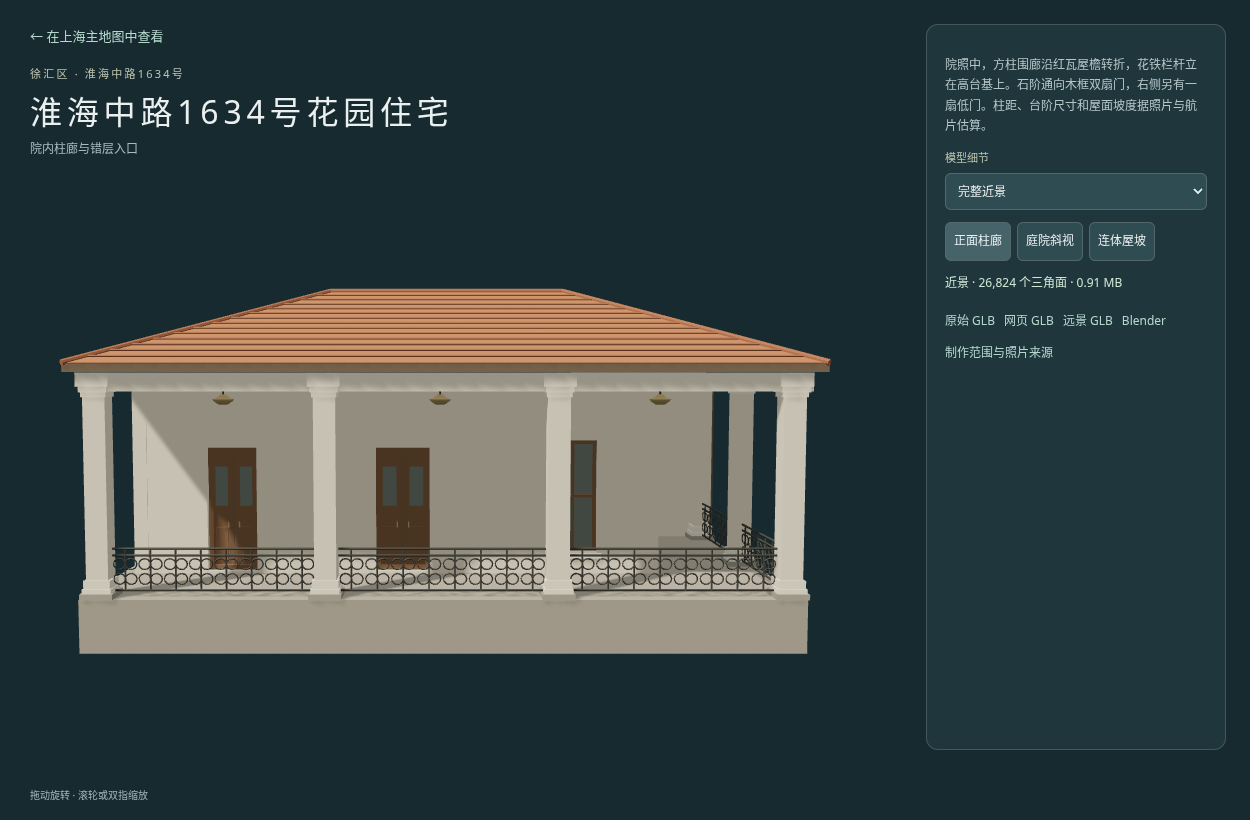 ← 在上海主地图中查看
徐汇区 · 淮海中路1634号
淮海中路1634号花园住宅
院内柱廊与错层入口
院照中，方柱围廊沿红瓦屋檐转折，花铁栏杆立
在高台基上。石阶通向木框双扇门，右侧另有一
扇低门。柱距、台阶尺寸和屋面坡度据照片与航
片估算。
模型细节
完整近景
正面柱廊 庭院斜视 连体屋坡
近景 · 26,824 个三角面 · 0.91 MB
原始 GLB 网页 GLB 远景 GLB Blender
制作范围与照片来源
拖动旋转 · 滚轮或双指缩放